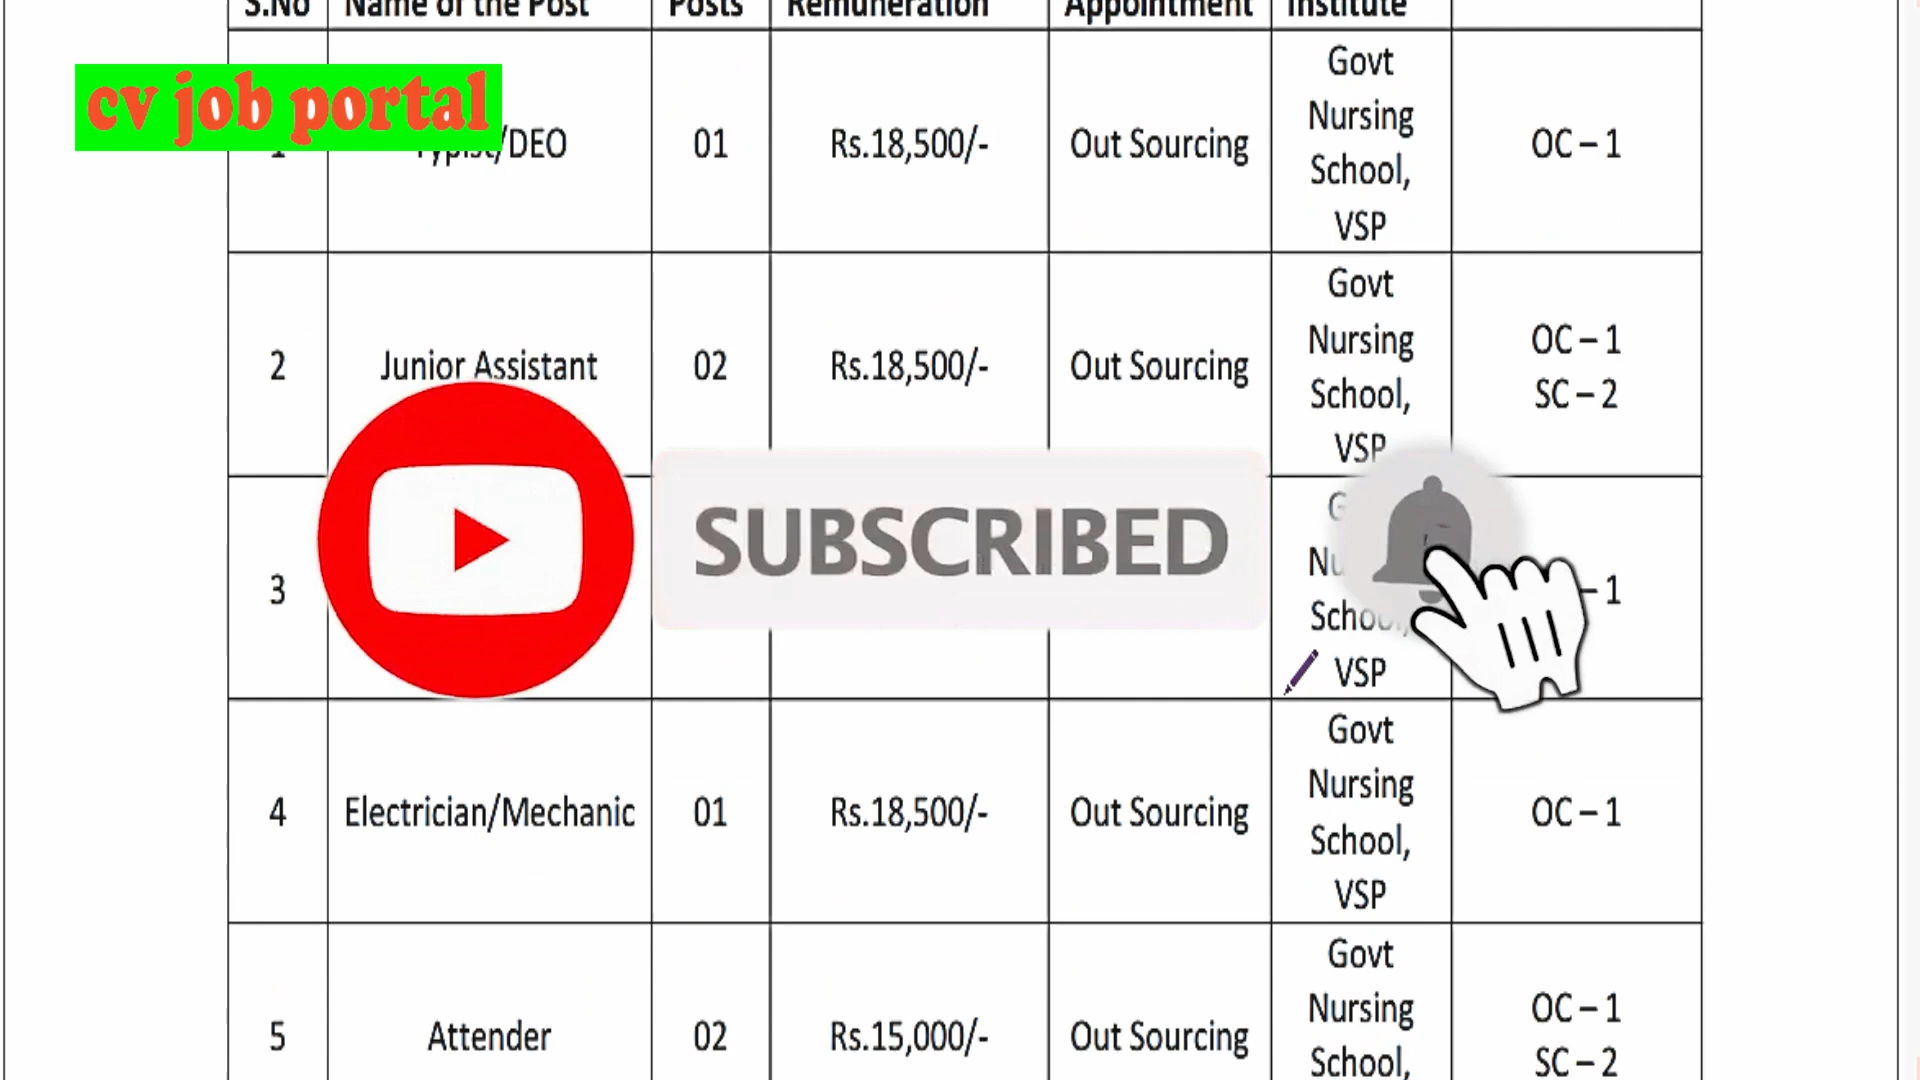 S.No Name of the Post Posts Remuneration Appointment Institute
cv job portal
Typist/DEO 01 Rs.18,500/- Out Sourcing Govt Nursing School, VSP OC – 1
2 Junior Assistant 02 Rs.18,500/- Out Sourcing Govt Nursing School, VSP OC – 1 SC – 2
3 VSP – 1
SUBSCRIBED
4 Electrician/Mechanic 01 Rs.18,500/- Out Sourcing Govt Nursing School, VSP OC – 1
5 Attender 02 Rs.15,000/- Out Sourcing Govt Nursing School, OC – 1 SC – 2